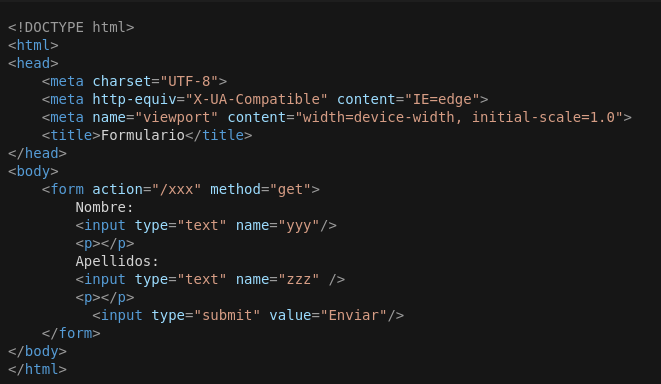 <!DOCTYPE html>
<html>
<head>
    <meta charset="UTF-8">
    <meta http-equiv="X-UA-Compatible" content="IE=edge">
    <meta name="viewport" content="width=device-width, initial-scale=1.0">
    <title>Formulario</title>
</head>
<body>
    <form action="/xxx" method="get">
        Nombre:
        <input type="text" name="yyy"/>
        <p></p>
        Apellidos:
        <input type="text" name="zzz" />
        <p></p>
          <input type="submit" value="Enviar"/>
    </form>
</body>
</html>